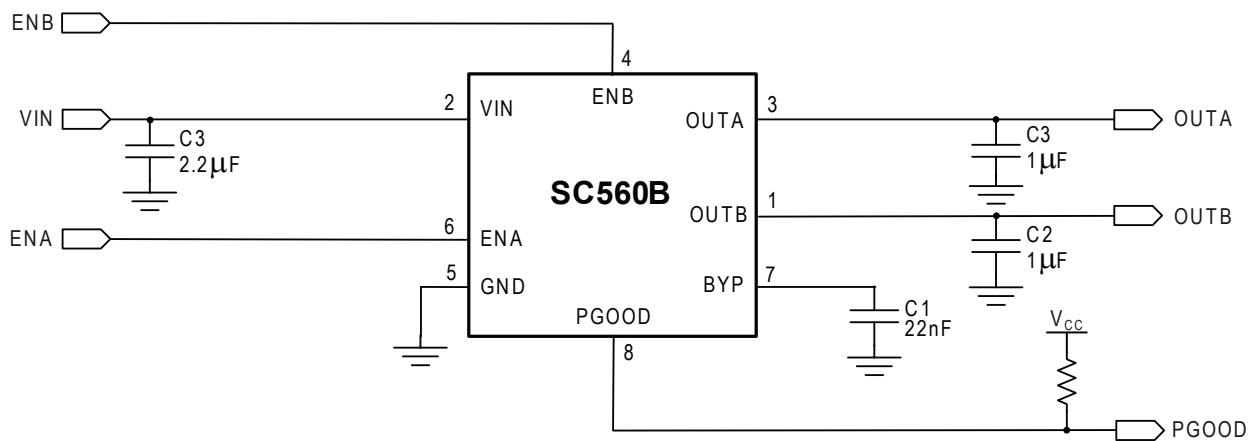 ENB
4
ENB
VIN
2
VIN
C3
2.2μF
OUTA
3
OUTA
C3
1μF
SC560B
OUTB
1
OUTB
C2
1μF
ENA
6
ENA
5
GND
BYP
7
C1
22nF
PGOOD
8
VCC
PGOOD